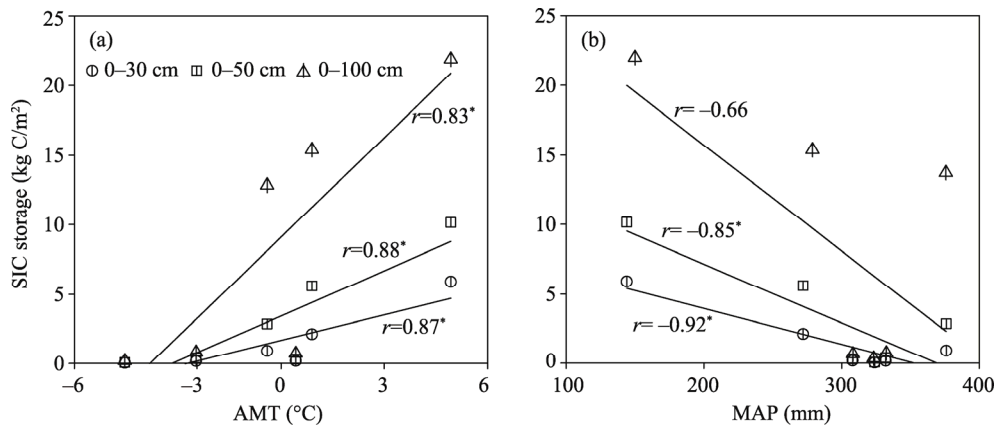 (a)
0–30 cm 0–50 cm 0–100 cm
r=0.83*
r=0.88*
r=0.87*
SIC storage (kg C/m²)
25
20
15
10
5
0
–6 –3 0 3 6
AMT (°C)
(b)
r= –0.66
r= –0.85*
r= –0.92*
25
20
15
10
5
0
100 200 300 400
MAP (mm)